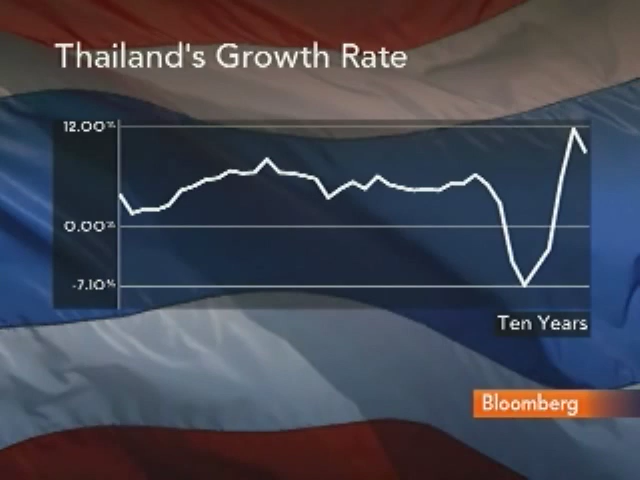 Thailand's Growth Rate
12.00%
0.00%
-7.10%
Ten Years
Bloomberg